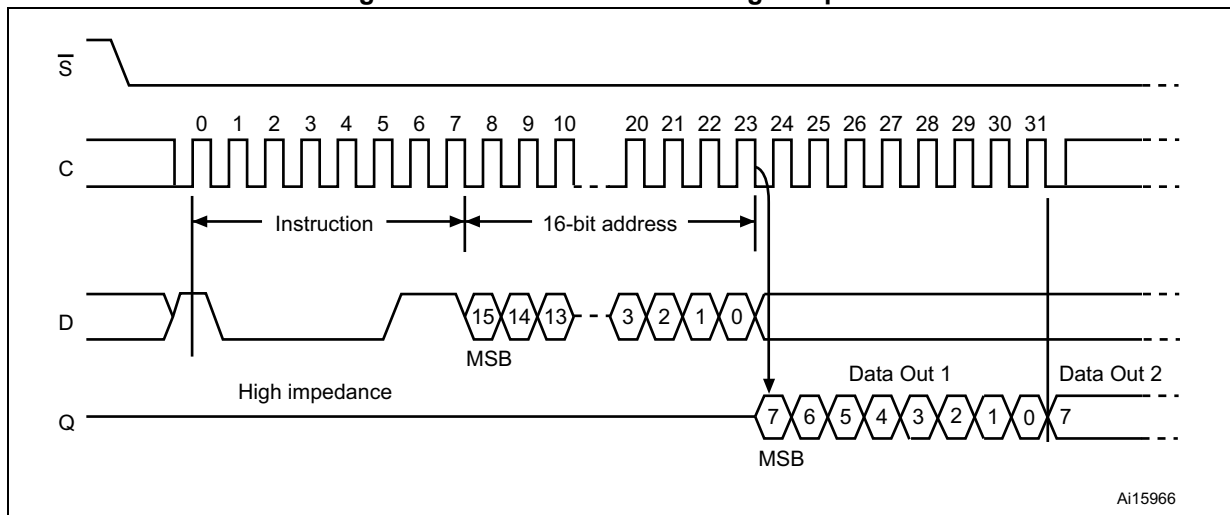 S
0 1 2 3 4 5 6 7 8 9 10 20 21 22 23 24 25 26 27 28 29 30 31
C
Instruction 16-bit address
D
15 14 13 3 2 1 0
MSB
High impedance
Data Out 1 Data Out 2
Q
7 6 5 4 3 2 1 0 7
MSB
Ai15966